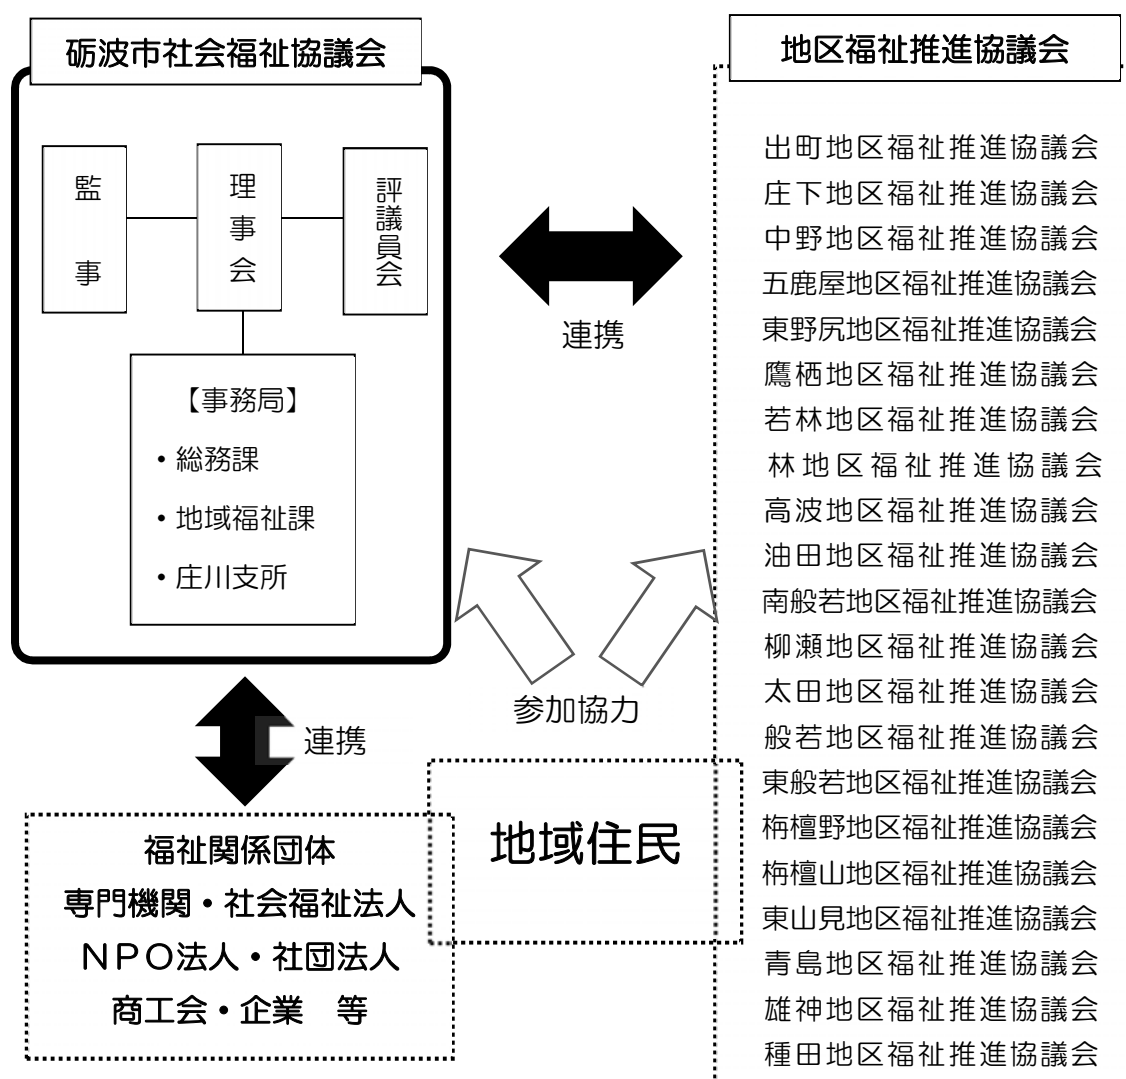 砺波市社会福祉協議会
監事
理事会
評議員会
【事務局】
・総務課
・地域福祉課
・庄川支所
連携
連携
参加協力
地域住民
福祉関係団体
専門機関・社会福祉法人
NPO法人・社団法人
商工会・企業　等
地区福祉推進協議会
出町地区福祉推進協議会
庄下地区福祉推進協議会
中野地区福祉推進協議会
五鹿屋地区福祉推進協議会
東野尻地区福祉推進協議会
鷹栖地区福祉推進協議会
若林地区福祉推進協議会
林地区福祉推進協議会
高波地区福祉推進協議会
油田地区福祉推進協議会
南般若地区福祉推進協議会
柳瀬地区福祉推進協議会
太田地区福祉推進協議会
般若地区福祉推進協議会
東般若地区福祉推進協議会
栴檀野地区福祉推進協議会
栴檀山地区福祉推進協議会
東山見地区福祉推進協議会
青島地区福祉推進協議会
雄神地区福祉推進協議会
種田地区福祉推進協議会